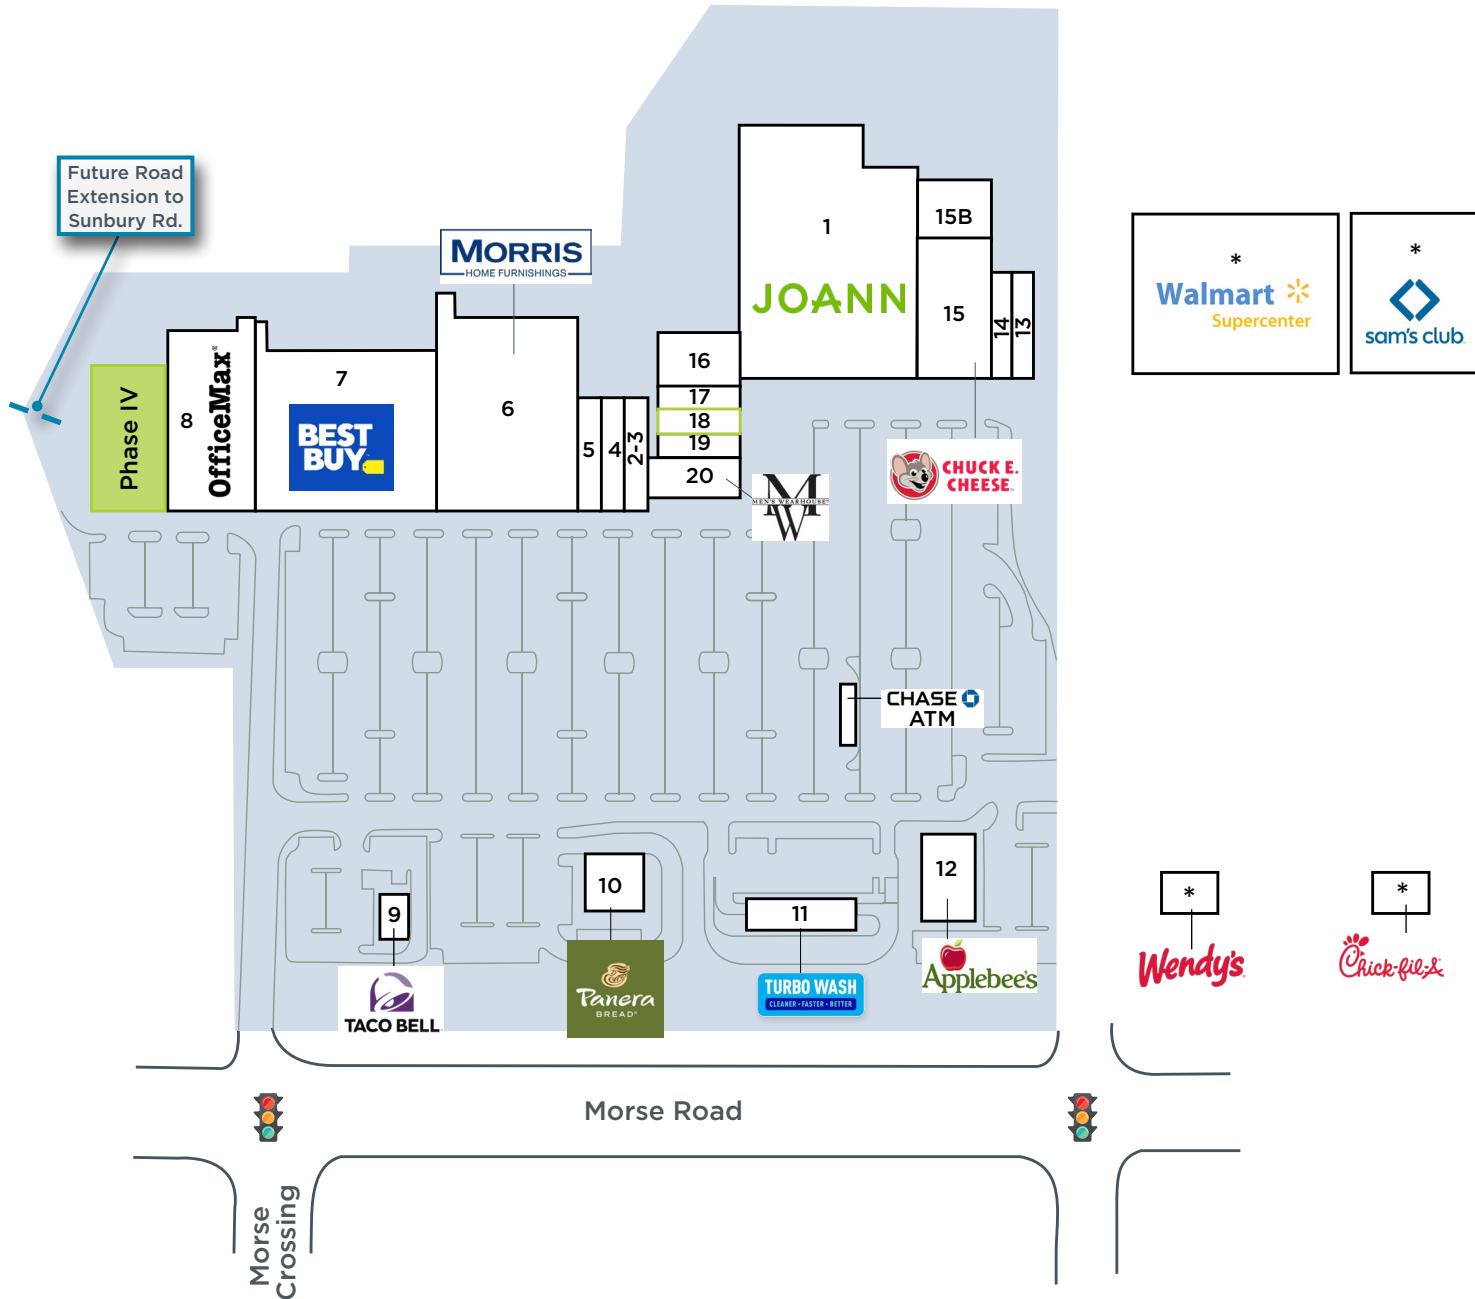 Future Road
Extension to
Sunbury Rd.
MORRIS
HOME FURNISHINGS
1
JOANN
15B
15
14
13
*
Walmart
Supercenter
*
sam's club
Phase IV
8
OfficeMax®
7
BEST
BUY
6
5
4
2-3
16
17
18
19
20
MEN'S WEARHOUSE®
MW
CHUCK E.
CHEESE
CHASE
ATM
9
TACO BELL
10
Panera
BREAD®
11
TURBO WASH
CLEANER • FASTER • BETTER
12
Applebee's
*
Wendy's
*
Chick-fil-A
Morse Road
Morse
Crossing